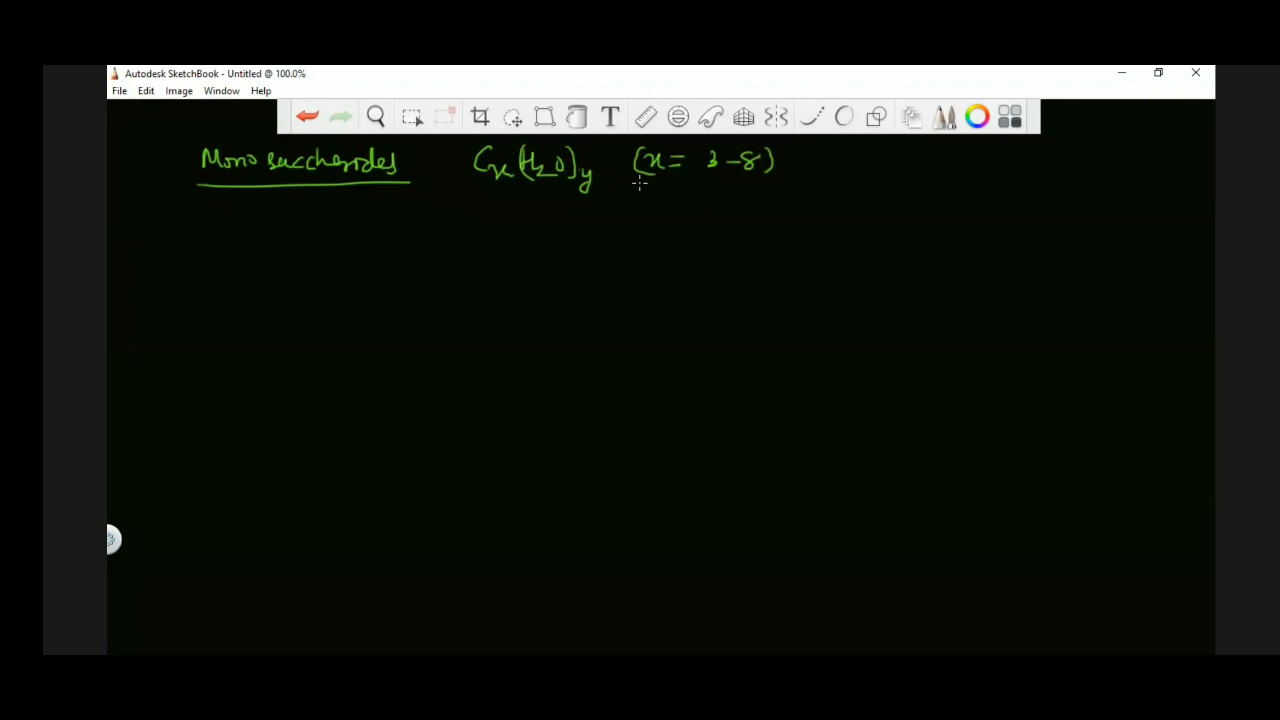 Autodesk SketchBook - Untitled @ 100.0%
File Edit Image Window Help
T
Mono saccharides Cx(H2O)y (x = 3-8)